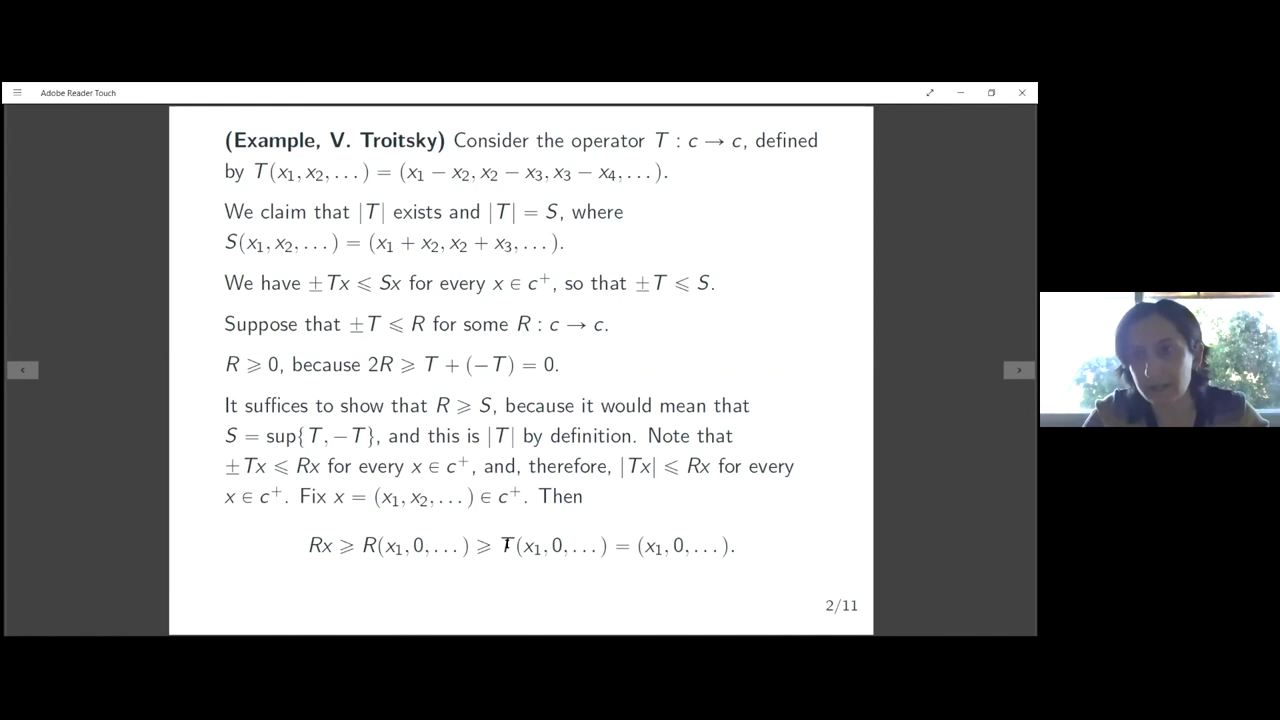 Adobe Reader Touch
(Example, V. Troitsky) Consider the operator T : c → c, defined
by T(x₁, x₂, . . . ) = (x₁ − x₂, x₂ − x₃, x₃ − x₄, . . . ).
We claim that |T| exists and |T| = S, where
S(x₁, x₂, . . . ) = (x₁ + x₂, x₂ + x₃, . . . ).
We have ±Tx ⩽ Sx for every x ∈ c⁺, so that ±T ⩽ S.
Suppose that ±T ⩽ R for some R : c → c.
R ⩾ 0, because 2R ⩾ T + (−T) = 0.
It suffices to show that R ⩾ S, because it would mean that
S = sup{T, −T}, and this is |T| by definition. Note that
±Tx ⩽ Rx for every x ∈ c⁺, and, therefore, |Tx| ⩽ Rx for every
x ∈ c⁺. Fix x = (x₁, x₂, . . . ) ∈ c⁺. Then
Rx ⩾ R(x₁, 0, . . . ) ⩾ T(x₁, 0, . . . ) = (x₁, 0, . . . ).
2/11